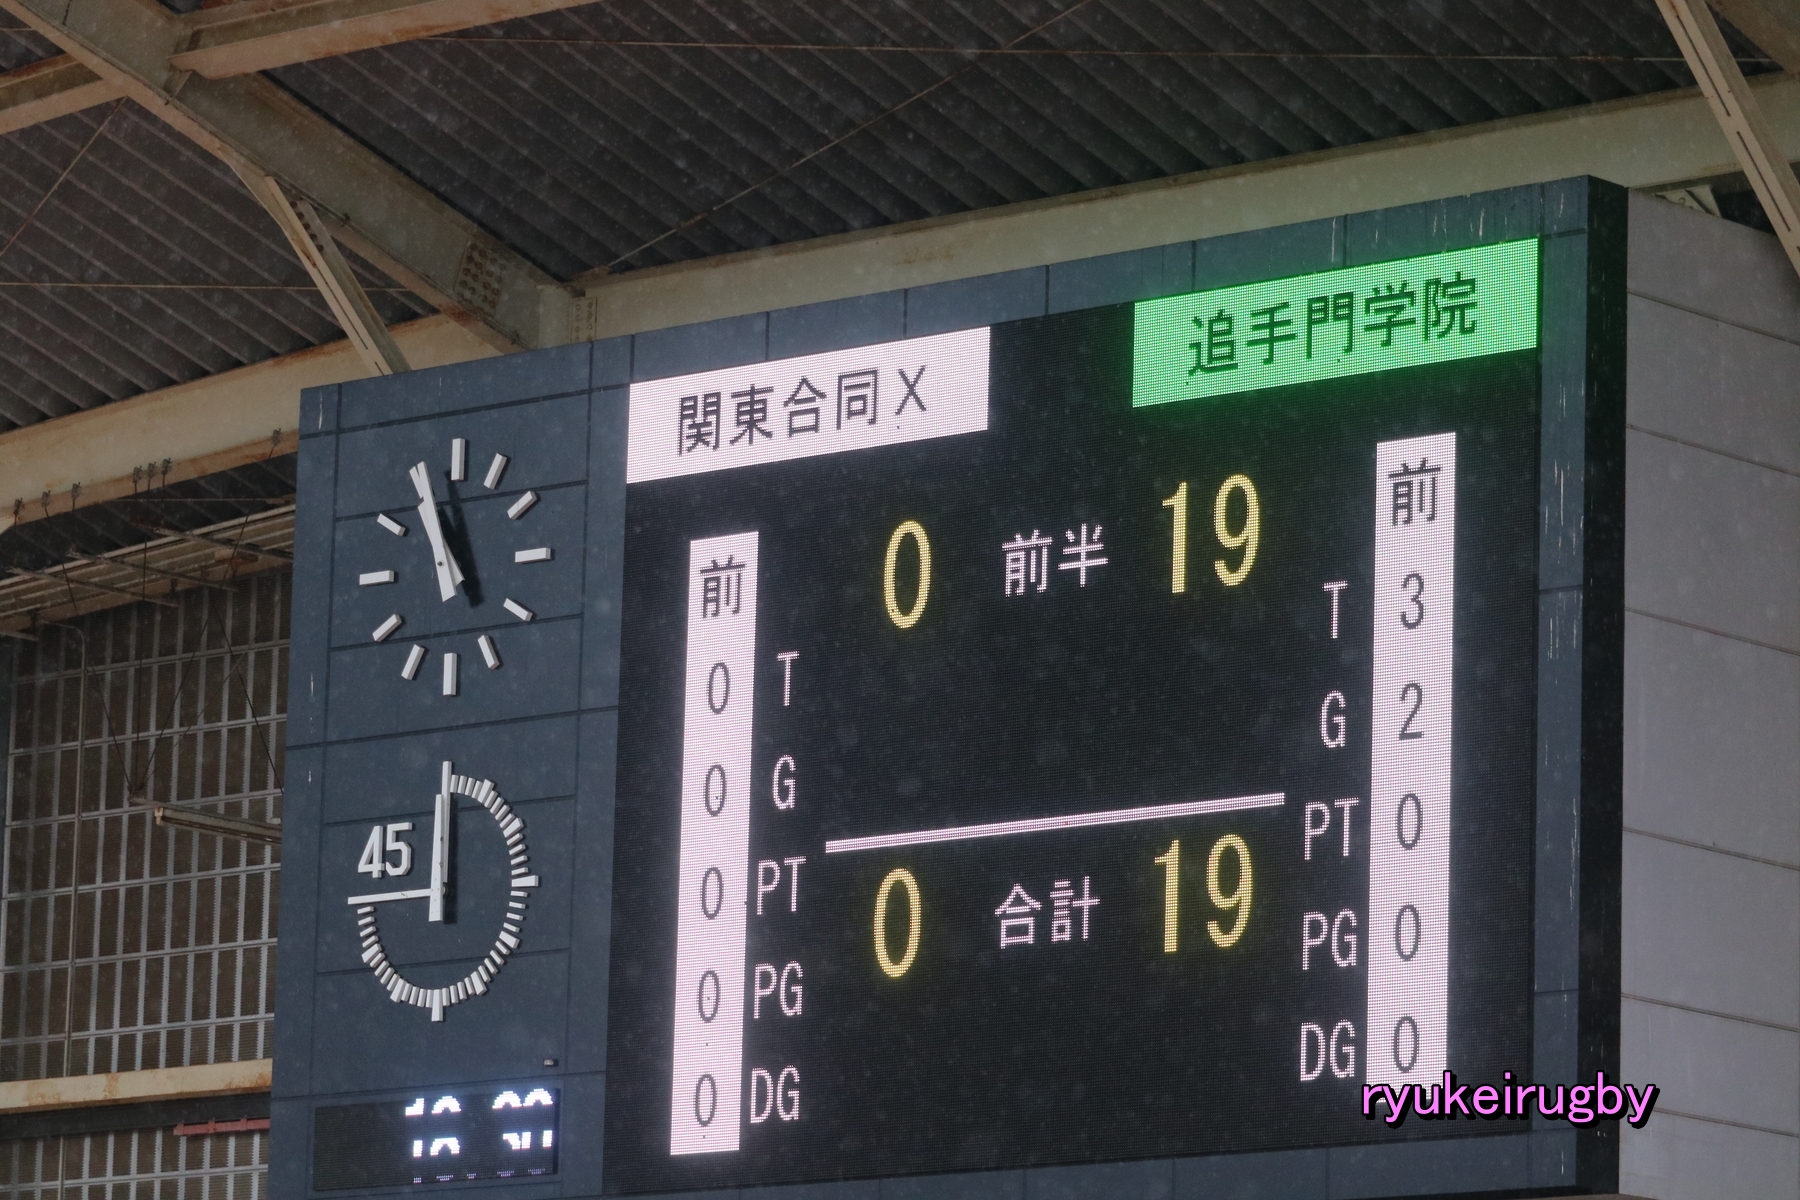 関東合同X
追手門学院
0 前半 19
0 合計 19
前
0 T
0 G
0 PT
0 PG
0 DG
前
T 3
G 2
PT 0
PG 0
DG 0
45
ryukeirugby